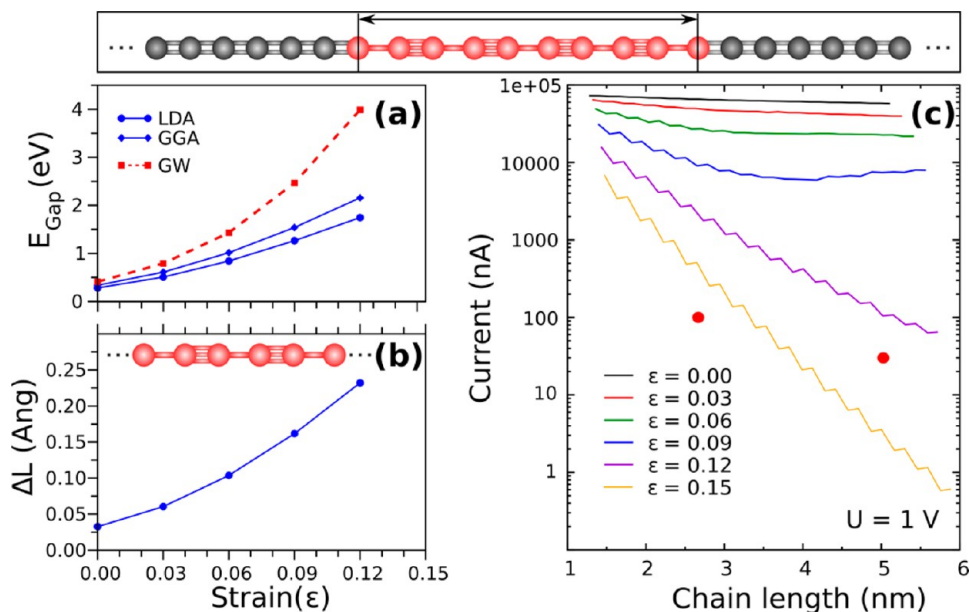 ... ...
(a)
LDA
GGA
GW
E_Gap (eV)
4
3
2
1
0
(b)
... ...
ΔL (Ang)
0.25
0.20
0.15
0.10
0.05
0.00
0.00 0.03 0.06 0.09 0.12 0.15
Strain(ε)
(c)
Current (nA)
1e+05
10000
1000
100
10
1
ε = 0.00
ε = 0.03
ε = 0.06
ε = 0.09
ε = 0.12
ε = 0.15
U = 1 V
1 2 3 4 5 6
Chain length (nm)